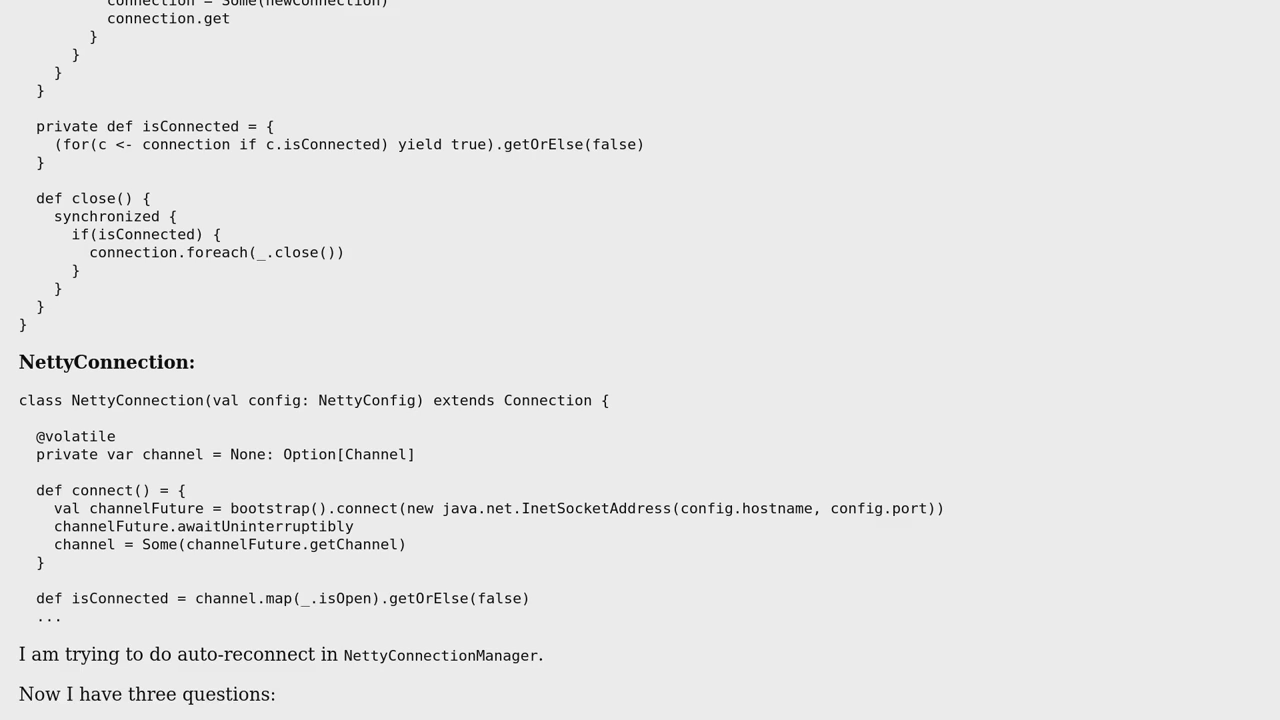 connection = Some(newConnection)
connection.get
}
}
}
}
private def isConnected = {
(for(c <- connection if c.isConnected) yield true).getOrElse(false)
}
def close() {
synchronized {
if(isConnected) {
connection.foreach(_.close())
}
}
}
}
NettyConnection:
class NettyConnection(val config: NettyConfig) extends Connection {
@volatile
private var channel = None: Option[Channel]
def connect() = {
val channelFuture = bootstrap().connect(new java.net.InetSocketAddress(config.hostname, config.port))
channelFuture.awaitUninterruptibly
channel = Some(channelFuture.getChannel)
}
def isConnected = channel.map(_.isOpen).getOrElse(false)
...
I am trying to do auto-reconnect in NettyConnectionManager.
Now I have three questions: